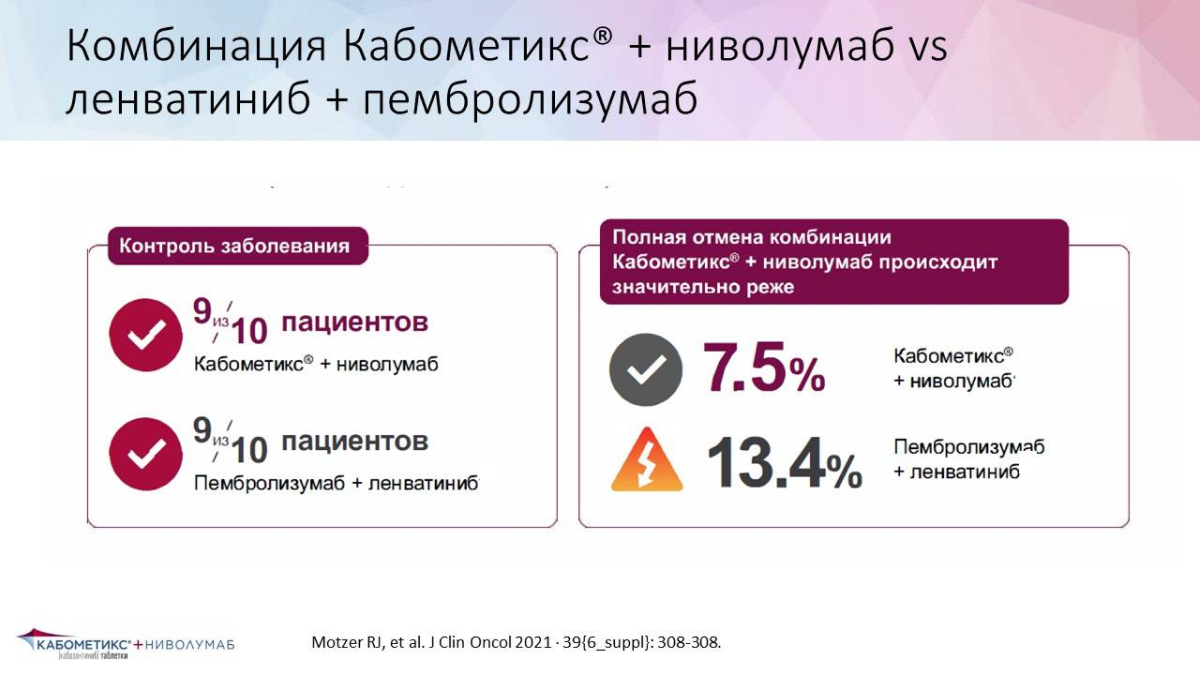 Комбинация Кабометикс® + ниволумаб vs
ленватиниб + пембролизумаб
Контроль заболевания
9 из 10 пациентов
Кабометикс® + ниволумаб
9 из 10 пациентов
Пембролизумаб + ленватиниб
Полная отмена комбинации
Кабометикс® + ниволумаб происходит
значительно реже
7.5%
Кабометикс®
+ ниволумаб
13.4%
Пембролизумаб
+ ленватиниб
КАБОМЕТИКС®+НИВОЛУМАБ
|кабозантиниб| таблетки
Motzer RJ, et al. J Clin Oncol 2021 · 39{6_suppl}: 308-308.